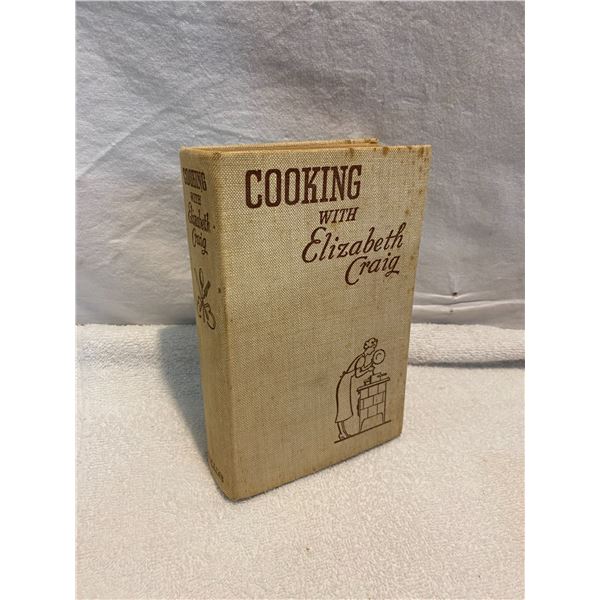 COOKING
WITH
Elizabeth
Craig
COOKING
WITH
Elizabeth
Craig